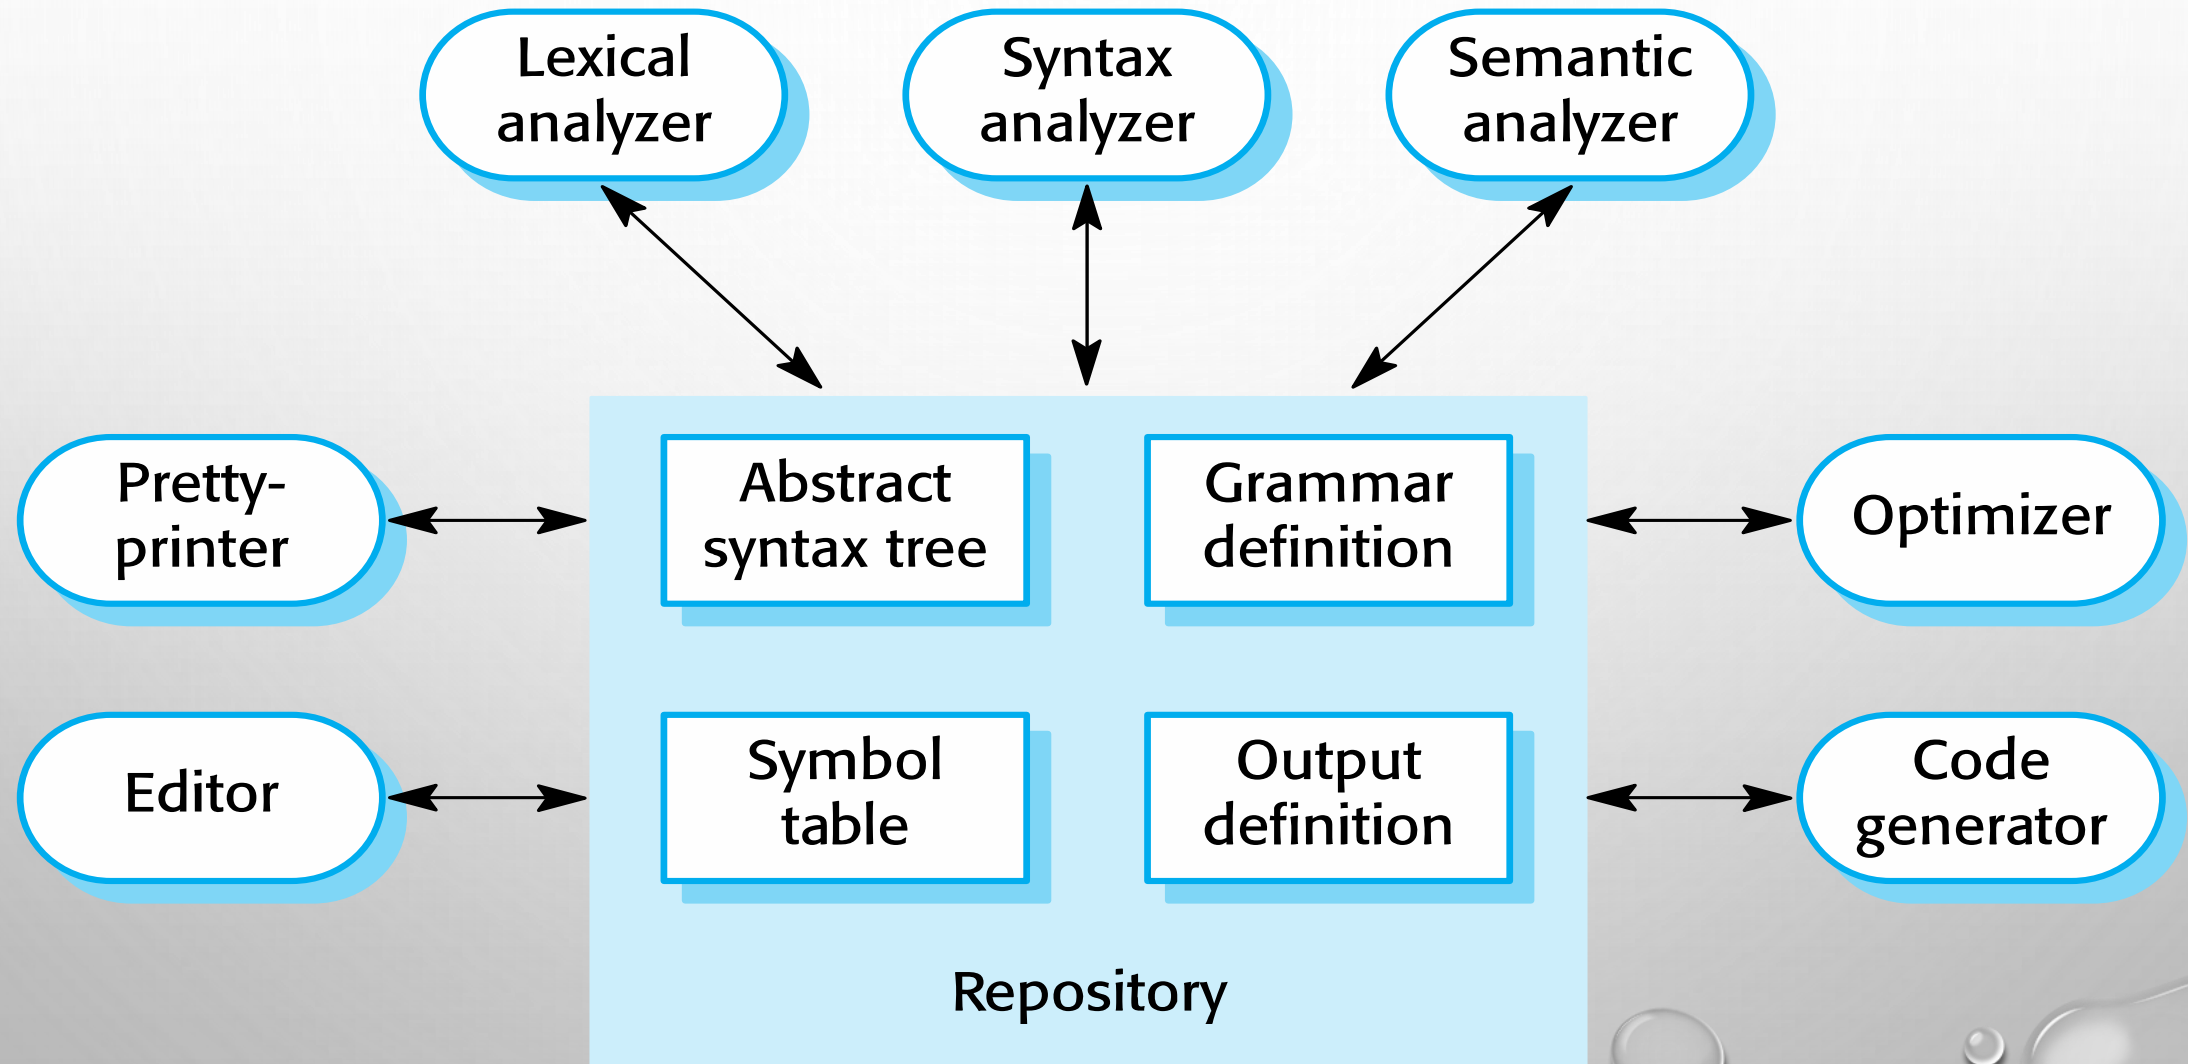 Lexical
analyzer
Syntax
analyzer
Semantic
analyzer
Pretty-
printer
Abstract
syntax tree
Grammar
definition
Optimizer
Editor
Symbol
table
Output
definition
Code
generator
Repository